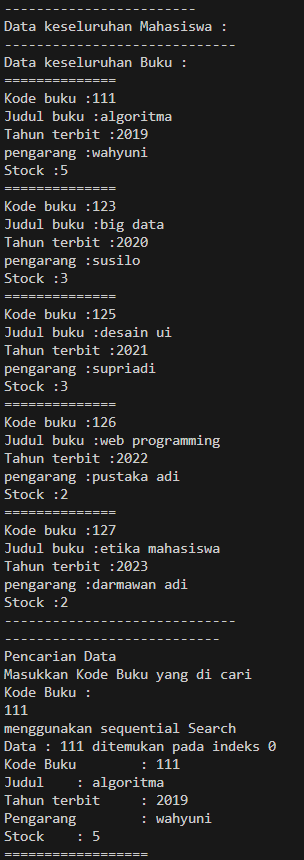 ------------------------
Data keseluruhan Mahasiswa :
-----------------------------
Data keseluruhan Buku :
==============
Kode buku :111
Judul buku :algoritma
Tahun terbit :2019
pengarang :wahyuni
Stock :5
==============
Kode buku :123
Judul buku :big data
Tahun terbit :2020
pengarang :susilo
Stock :3
==============
Kode buku :125
Judul buku :desain ui
Tahun terbit :2021
pengarang :supriadi
Stock :3
==============
Kode buku :126
Judul buku :web programming
Tahun terbit :2022
pengarang :pustaka adi
Stock :2
==============
Kode buku :127
Judul buku :etika mahasiswa
Tahun terbit :2023
pengarang :darmawan adi
Stock :2
-----------------------------
---------------------------
Pencarian Data
Masukkan Kode Buku yang di cari
Kode Buku :
111
menggunakan sequential Search
Data : 111 ditemukan pada indeks 0
Kode Buku        : 111
Judul    : algoritma
Tahun terbit     : 2019
Pengarang        : wahyuni
Stock    : 5
==================